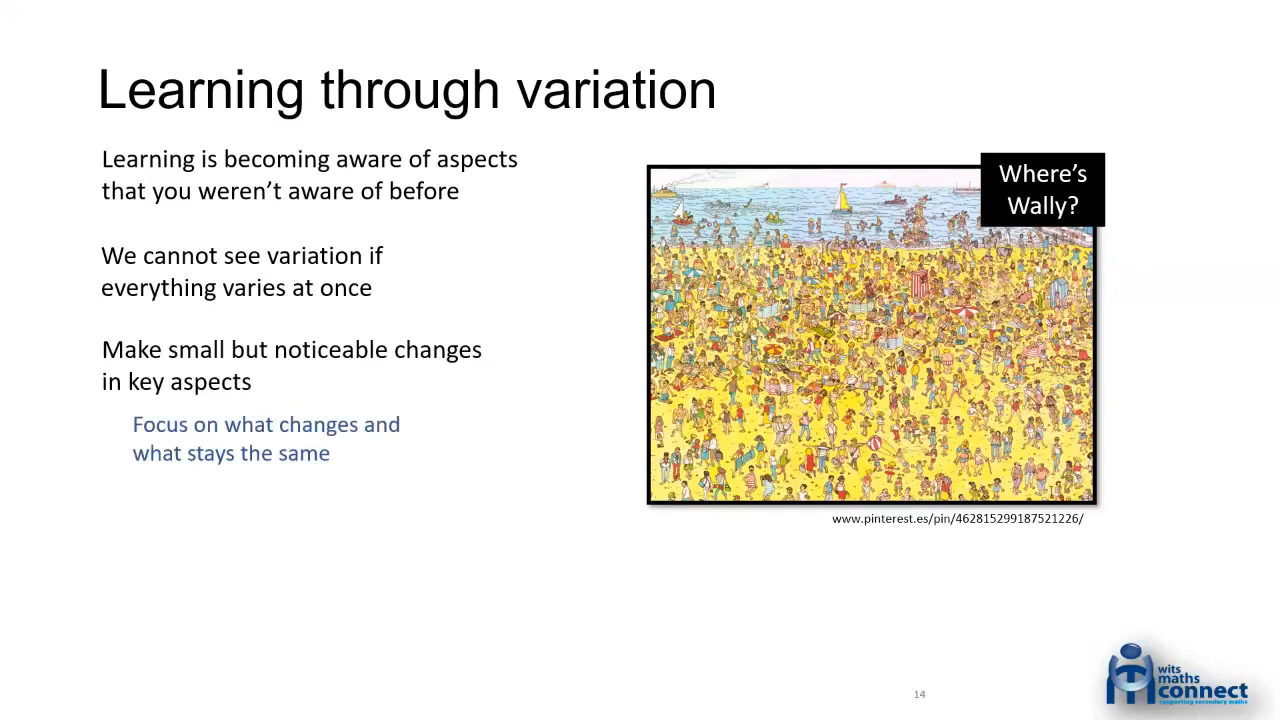 Learning through variation
Learning is becoming aware of aspects
that you weren't aware of before
We cannot see variation if
everything varies at once
Make small but noticeable changes
in key aspects
Focus on what changes and
what stays the same
Where's
Wally?
www.pinterest.es/pin/462815299187521226/
14
wits
maths
connect
supporting secondary maths